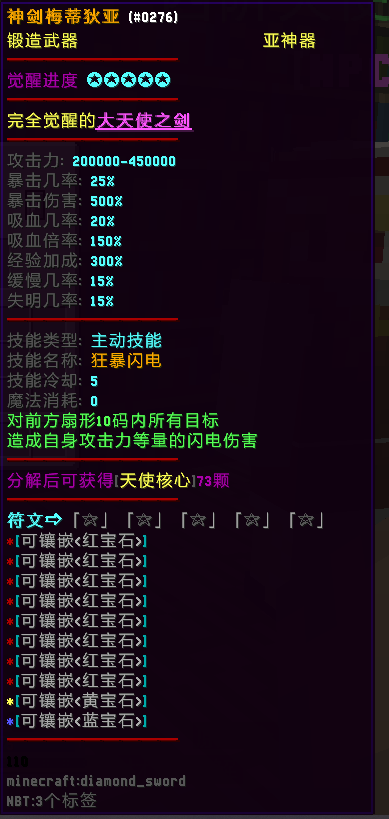 神剑梅蒂狄亚 (#0276)
锻造武器 亚神器
觉醒进度 ✪✪✪✪✪
完全觉醒的大天使之剑
攻击力: 200000-450000
暴击几率: 25%
暴击伤害: 500%
吸血几率: 20%
吸血倍率: 150%
经验加成: 300%
缓慢几率: 15%
失明几率: 15%
技能类型: 主动技能
技能名称: 狂暴闪电
技能冷却: 5
魔法消耗: 0
对前方扇形10码内所有目标
造成自身攻击力等量的闪电伤害
分解后可获得[天使核心]73颗
符文➩「☆」「☆」「☆」「☆」「☆」
*[可镶嵌<红宝石>]
*[可镶嵌<红宝石>]
*[可镶嵌<红宝石>]
*[可镶嵌<红宝石>]
*[可镶嵌<红宝石>]
*[可镶嵌<红宝石>]
*[可镶嵌<红宝石>]
*[可镶嵌<红宝石>]
*[可镶嵌<黄宝石>]
*[可镶嵌<蓝宝石>]
minecraft:diamond_sword
NBT:3个标签